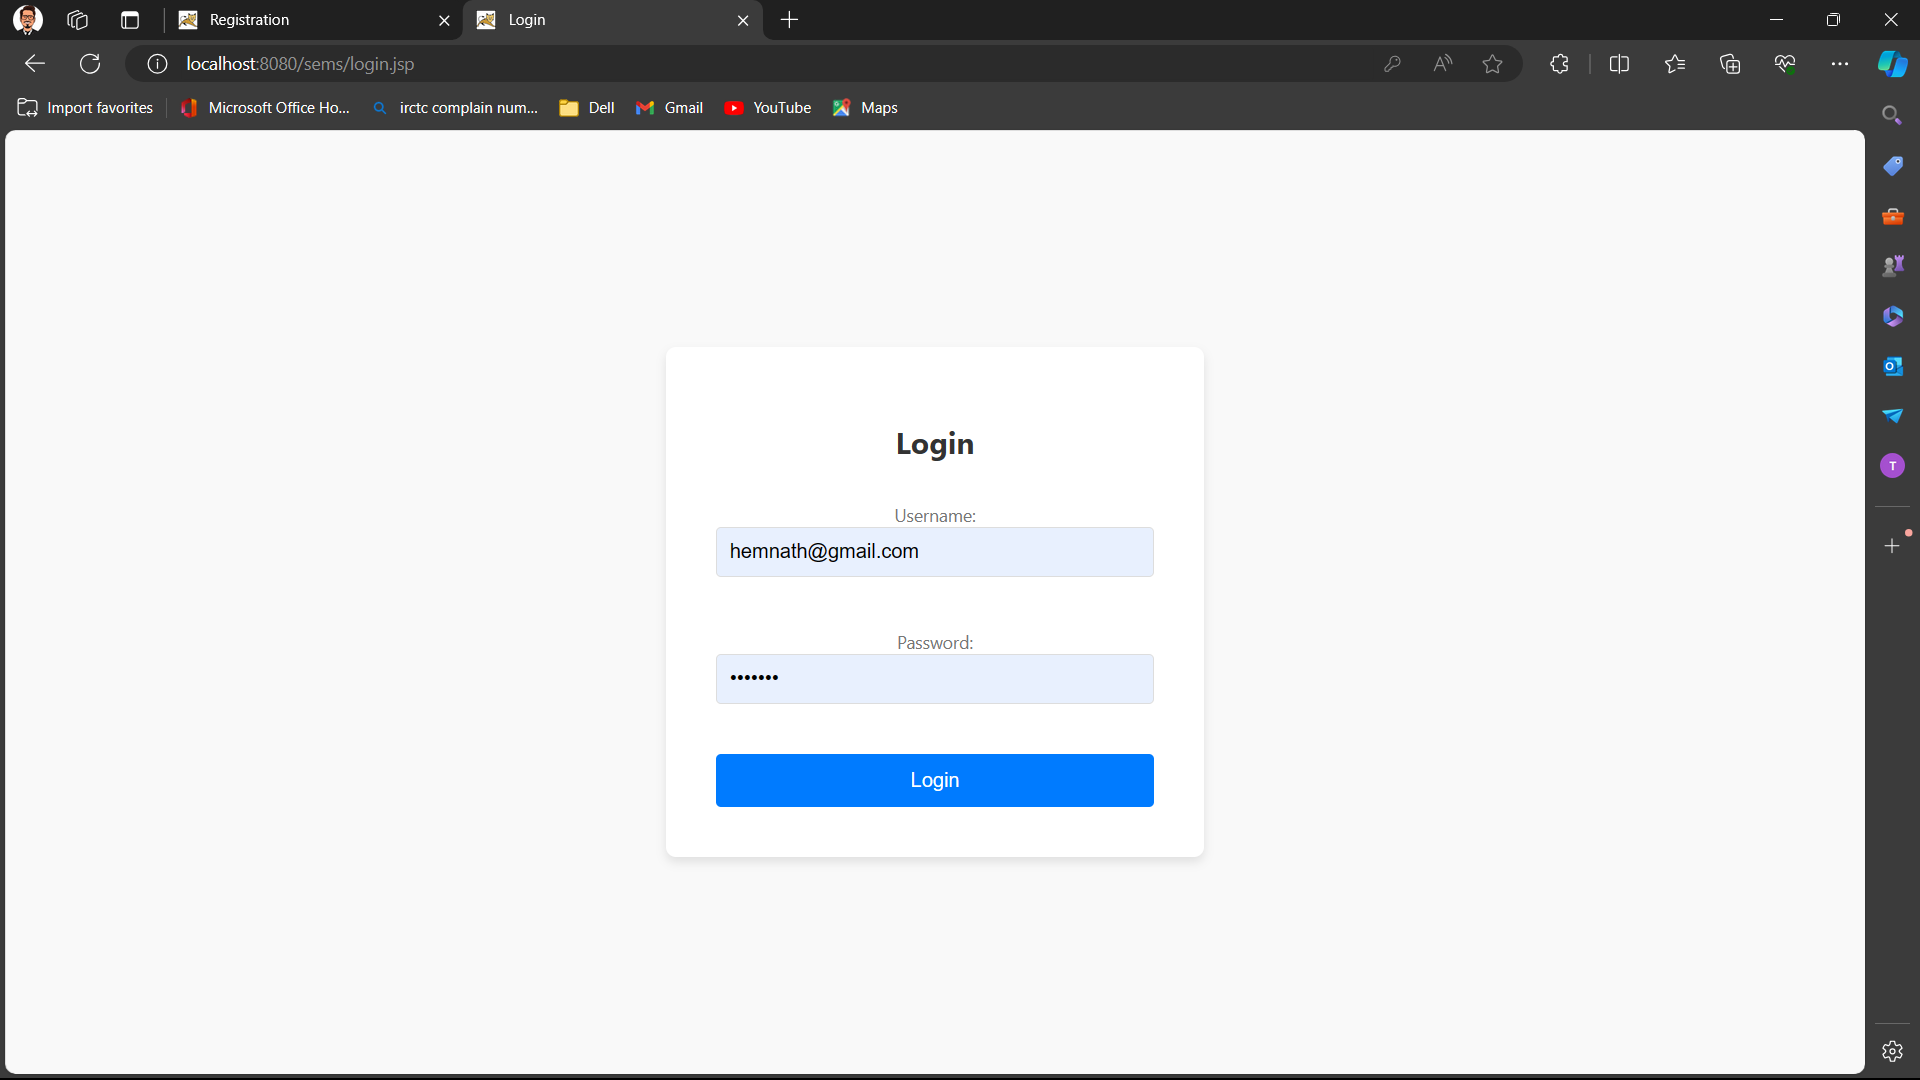 Registration
Login
localhost:8080/sems/login.jsp
Import favorites
Microsoft Office Ho...
irctc complain num...
Dell
Gmail
YouTube
Maps
T
Login
Username:
hemnath@gmail.com
Password:
•••••••
Login